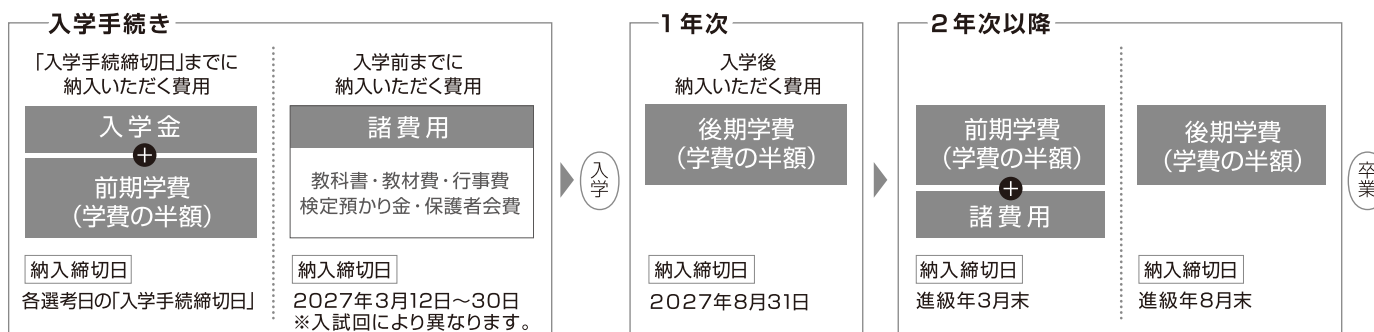 入学手続き
「入学手続締切日」までに
納入いただく費用
入学金
+
前期学費
(学費の半額)
納入締切日
各選考日の「入学手続締切日」
入学前までに
納入いただく費用
諸費用
教科書・教材費・行事費
検定預かり金・保護者会費
納入締切日
2027年3月12日～30日
※入試回により異なります。
入学
1年次
入学後
納入いただく費用
後期学費
(学費の半額)
納入締切日
2027年8月31日
2年次以降
前期学費
(学費の半額)
+
諸費用
納入締切日
進級年3月末
後期学費
(学費の半額)
納入締切日
進級年8月末
卒業